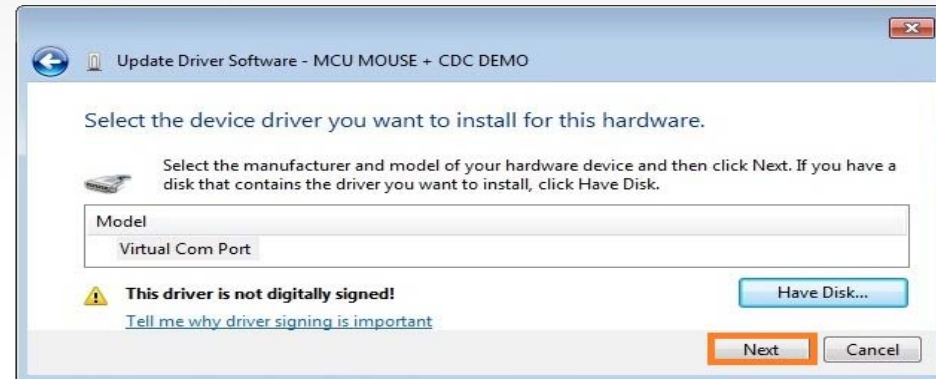 Update Driver Software - MCU MOUSE + CDC DEMO
Select the device driver you want to install for this hardware.
Select the manufacturer and model of your hardware device and then click Next. If you have a
disk that contains the driver you want to install, click Have Disk.
Model
Virtual Com Port
This driver is not digitally signed!
Have Disk...
Tell me why driver signing is important
Next
Cancel